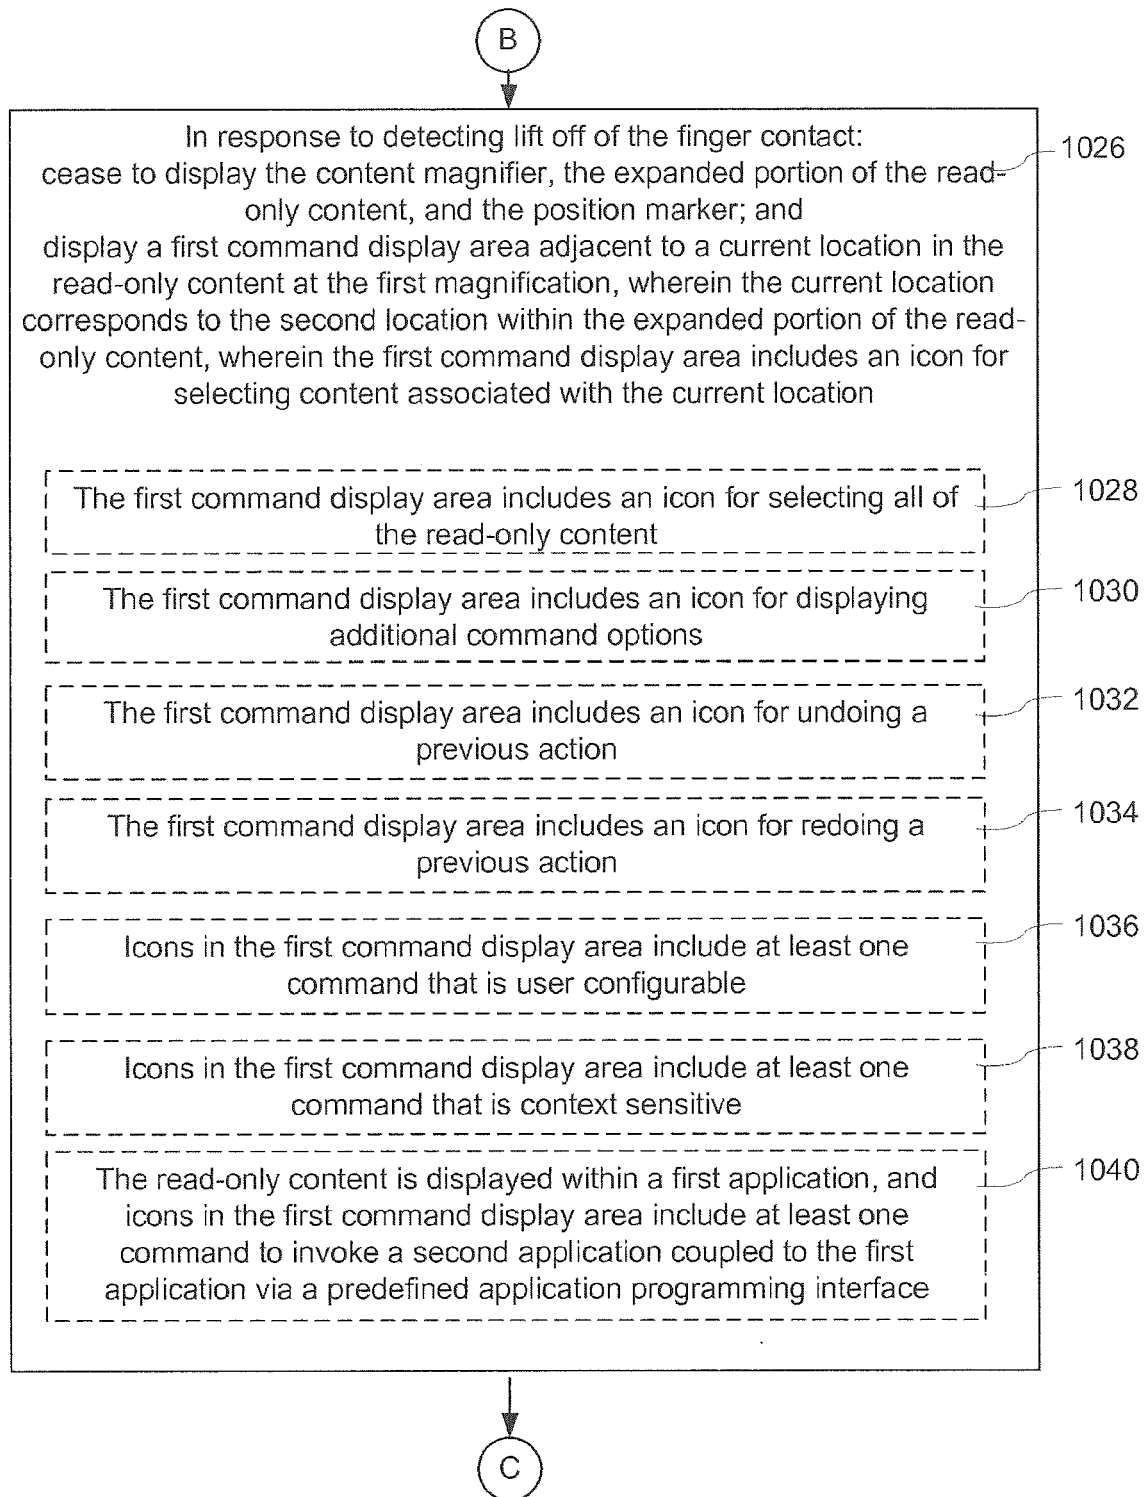 B
In response to detecting lift off of the finger contact:
1026
cease to display the content magnifier, the expanded portion of the read-
only content, and the position marker; and
display a first command display area adjacent to a current location in the
read-only content at the first magnification, wherein the current location
corresponds to the second location within the expanded portion of the read-
only content, wherein the first command display area includes an icon for
selecting content associated with the current location
The first command display area includes an icon for selecting all of
1028
the read-only content
The first command display area includes an icon for displaying
1030
additional command options
The first command display area includes an icon for undoing a
1032
previous action
The first command display area includes an icon for redoing a
1034
previous action
Icons in the first command display area include at least one
1036
command that is user configurable
Icons in the first command display area include at least one
1038
command that is context sensitive
The read-only content is displayed within a first application, and
1040
icons in the first command display area include at least one
command to invoke a second application coupled to the first
application via a predefined application programming interface
C